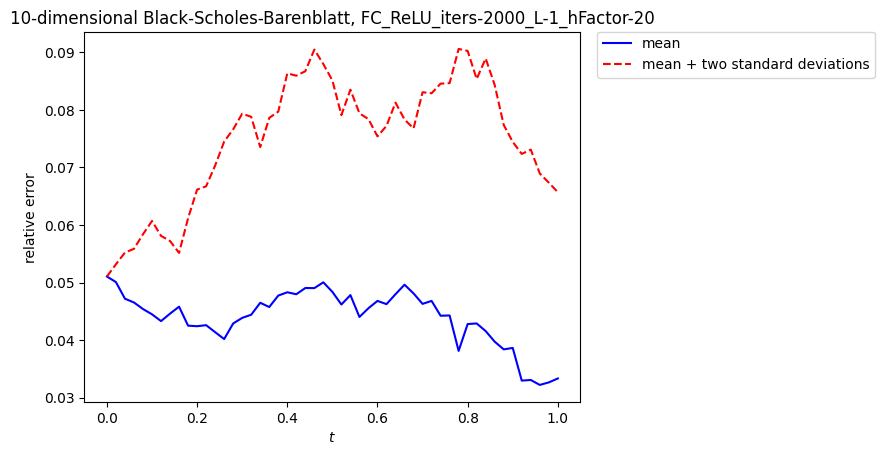 10-dimensional Black-Scholes-Barenblatt, FC_ReLU_iters-2000_L-1_hFactor-20
mean
mean + two standard deviations
relative error
0.09
0.08
0.07
0.06
0.05
0.04
0.03
0.0 0.2 0.4 0.6 0.8 1.0
t